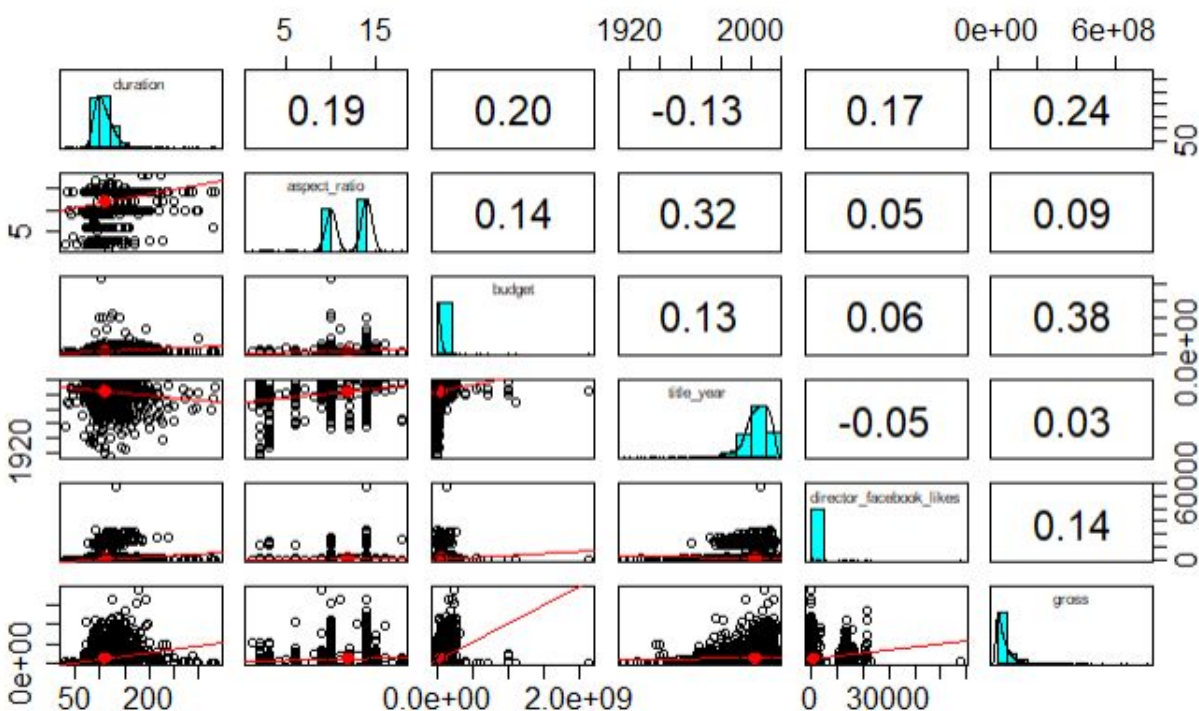 5 15 1920 2000 0e+00 6e+08
duration 0.19 0.20 -0.13 0.17 0.24 50
5 aspect_ratio 0.14 0.32 0.05 0.09
budget 0.13 0.06 0.38 0.0e+00
1920 title_year -0.05 0.03
director_facebook_likes 0.14 0 60000
0e+00 gross
50 200 0.0e+00 2.0e+09 0 30000